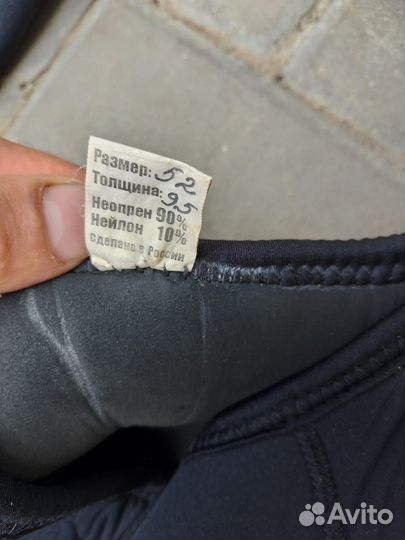 Размер: 52
Толщина: 9,5
Неопрен 90%
Нейлон 10%
Сделано в России
Avito